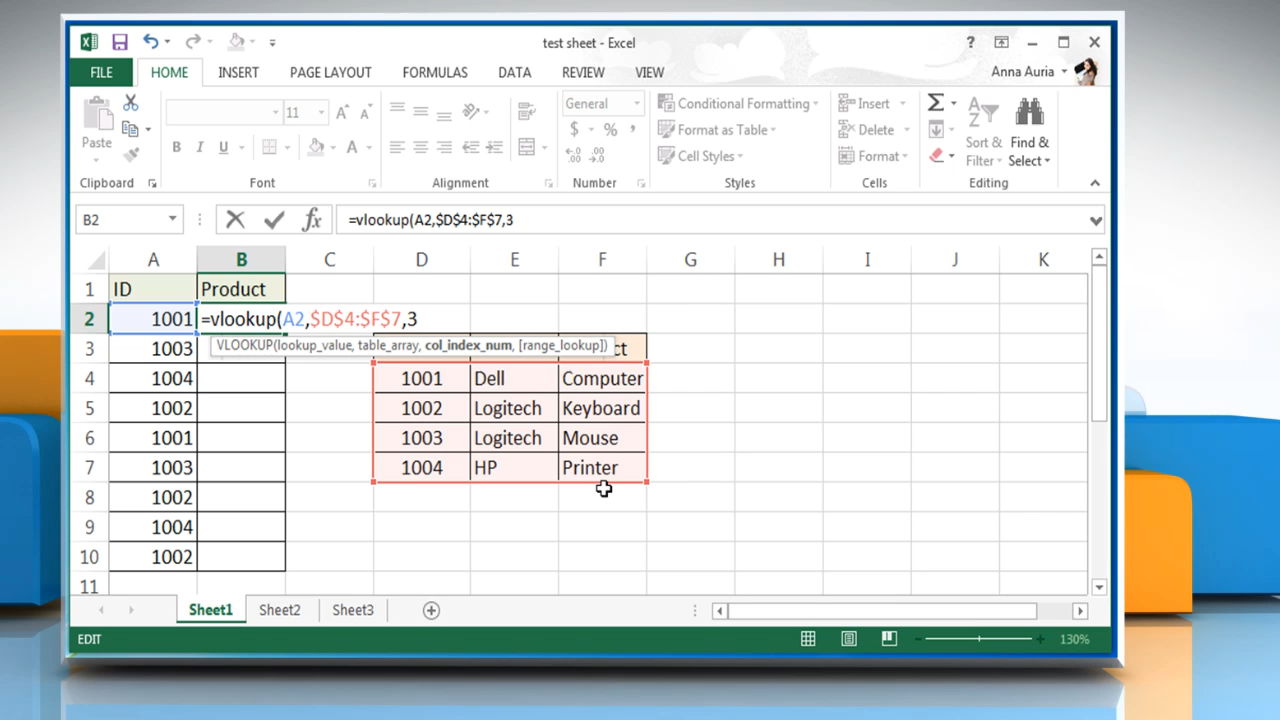 test sheet - Excel
?
FILE HOME INSERT PAGE LAYOUT FORMULAS DATA REVIEW VIEW
Anna Auria
11
General
Conditional Formatting
Insert
Paste
B I U
A
$ % ,
Format as Table
Delete
Sort & Filter
Find & Select
Cell Styles
Format
Clipboard Font Alignment Number Styles Cells Editing
B2
fx
=vlookup(A2,$D$4:$F$7,3
A B C D E F G H I J K
1 ID Product
2 1001 =vlookup(A2,$D$4:$F$7,3
VLOOKUP(lookup_value, table_array, col_index_num, [range_lookup])
3 1003 ct
4 1004 1001 Dell Computer
5 1002 1002 Logitech Keyboard
6 1001 1003 Logitech Mouse
7 1003 1004 HP Printer
8 1002
9 1004
10 1002
11
Sheet1 Sheet2 Sheet3
EDIT
130%